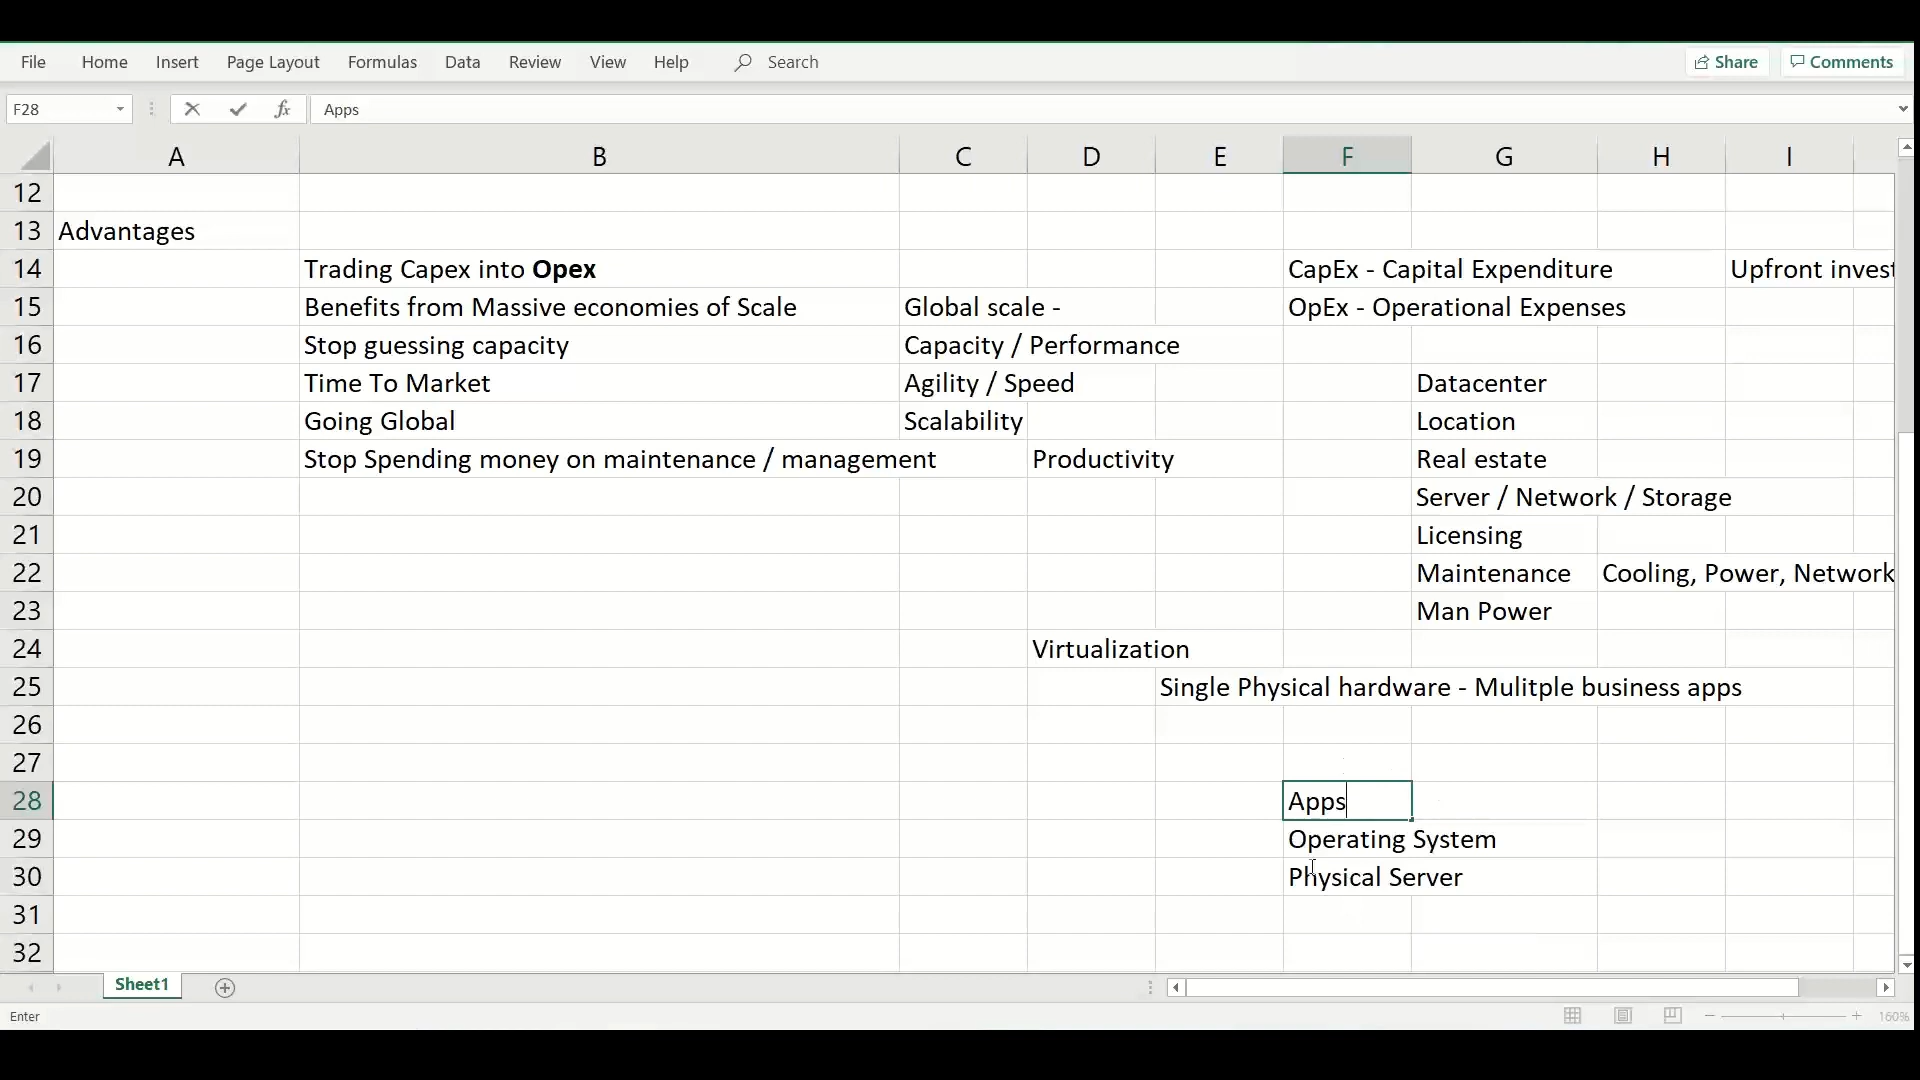 File Home Insert Page Layout Formulas Data Review View Help Search Share Comments
F28 fx Apps
A B C D E F G H I
12
13 Advantages
14 Trading Capex into Opex CapEx - Capital Expenditure Upfront invest
15 Benefits from Massive economies of Scale Global scale - OpEx - Operational Expenses
16 Stop guessing capacity Capacity / Performance
17 Time To Market Agility / Speed Datacenter
18 Going Global Scalability Location
19 Stop Spending money on maintenance / management Productivity Real estate
20 Server / Network / Storage
21 Licensing
22 Maintenance Cooling, Power, Network
23 Man Power
24 Virtualization
25 Single Physical hardware - Mulitple business apps
26
27
28 Apps
29 Operating System
30 Physical Server
31
32
Sheet1
Enter 160%